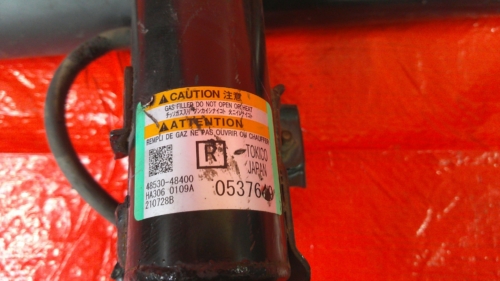 ⚠CAUTION 注意
GAS-FILLED DO NOT OPEN OR HEAT
⚠ATTENTION
REMPLI DE GAZ NE PAS OUVRIR OU CHAUFFER
R
TOKICO
JAPAN
48530-48400
HA306 0109A
210728B
05376